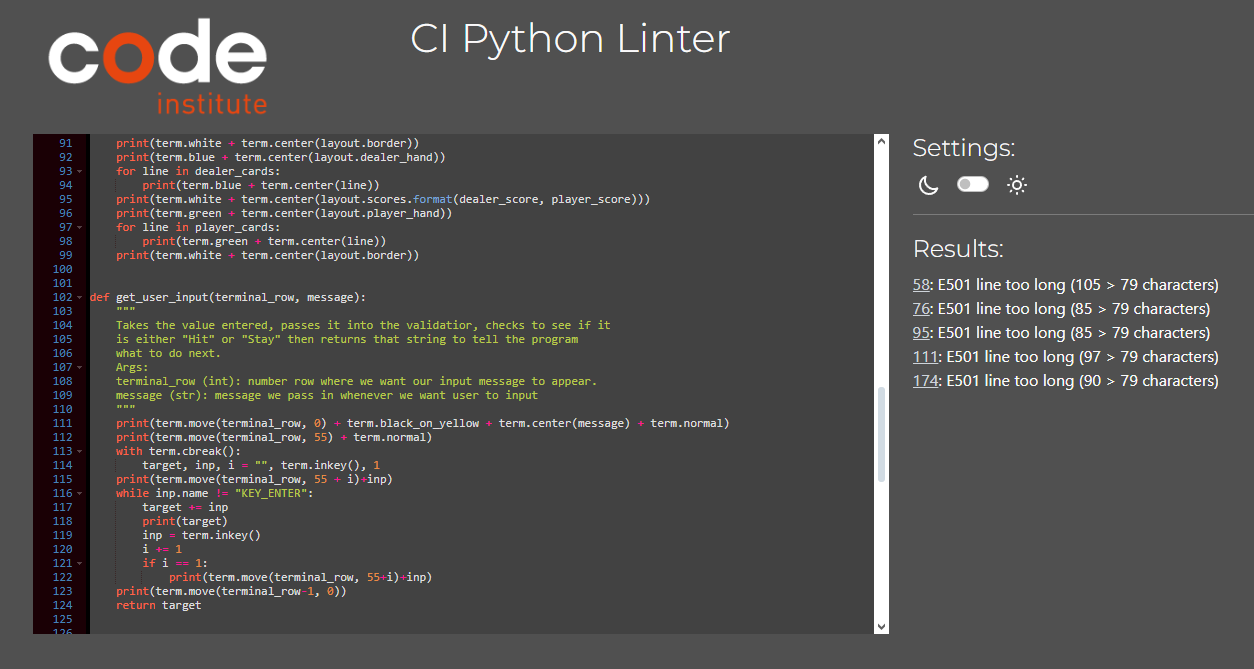 code
institute
CI Python Linter
91 print(term.white + term.center(layout.border))
92 print(term.blue + term.center(layout.dealer_hand))
93 for line in dealer_cards:
94 print(term.blue + term.center(line))
95 print(term.white + term.center(layout.scores.format(dealer_score, player_score)))
96 print(term.green + term.center(layout.player_hand))
97 for line in player_cards:
98 print(term.green + term.center(line))
99 print(term.white + term.center(layout.border))
100
101
102 def get_user_input(terminal_row, message):
103 """
104 Takes the value entered, passes it into the validatior, checks to see if it
105 is either "Hit" or "Stay" then returns that string to tell the program
106 what to do next.
107 Args:
108 terminal_row (int): number row where we want our input message to appear.
109 message (str): message we pass in whenever we want user to input
110 """
111 print(term.move(terminal_row, 0) + term.black_on_yellow + term.center(message) + term.normal)
112 print(term.move(terminal_row, 55) + term.normal)
113 with term.cbreak():
114 target, inp, i = "", term.inkey(), 1
115 print(term.move(terminal_row, 55 + i)+inp)
116 while inp.name != "KEY_ENTER":
117 target += inp
118 print(target)
119 inp = term.inkey()
120 i += 1
121 if i == 1:
122 print(term.move(terminal_row, 55+i)+inp)
123 print(term.move(terminal_row-1, 0))
124 return target
125
126
Settings:
Results:
58: E501 line too long (105 > 79 characters)
76: E501 line too long (85 > 79 characters)
95: E501 line too long (85 > 79 characters)
111: E501 line too long (97 > 79 characters)
174: E501 line too long (90 > 79 characters)